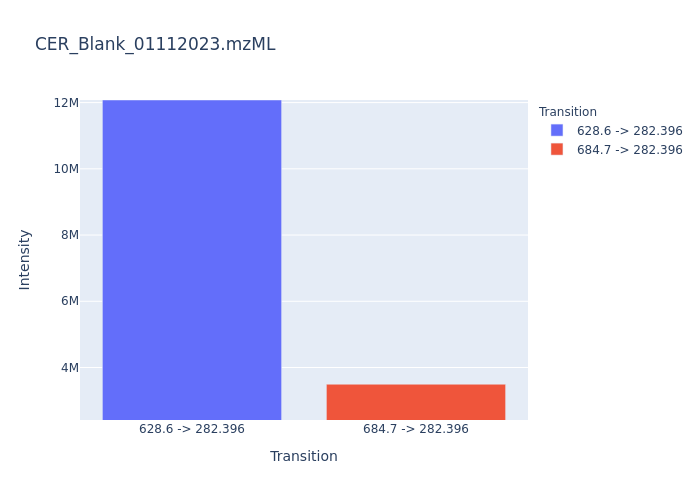 CER_Blank_01112023.mzML
12M
10M
8M
6M
4M
Intensity
628.6 -> 282.396
684.7 -> 282.396
Transition
Transition
628.6 -> 282.396
684.7 -> 282.396